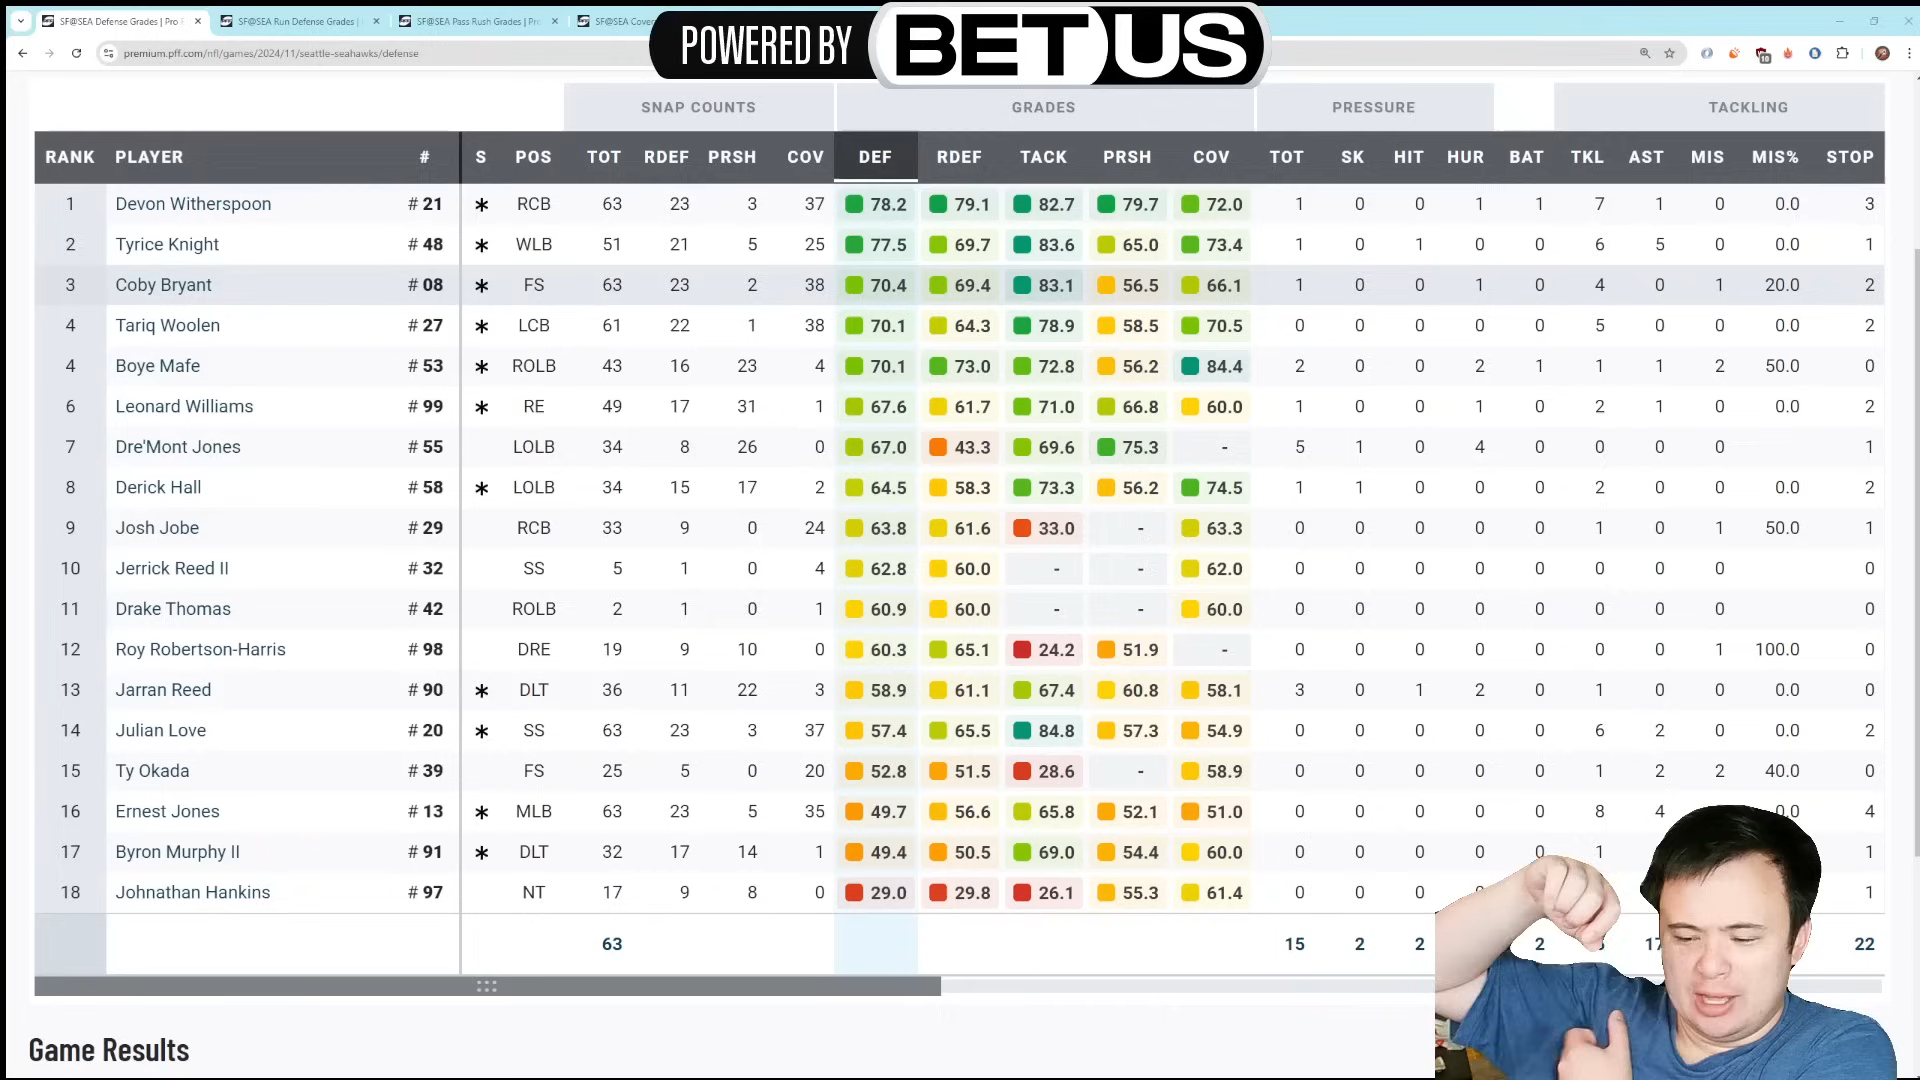 SF@SEA Defense Grades | Pro F SF@SEA Run Defense Grades | SF@SEA Pass Rush Grades | Pr SF@SEA Cover
premium.pff.com/nfl/games/2024/11/seattle-seahawks/defense
POWERED BY BET US
SNAP COUNTS GRADES PRESSURE TACKLING
RANK PLAYER # S POS TOT RDEF PRSH COV DEF RDEF TACK PRSH COV TOT SK HIT HUR BAT TKL AST MIS MIS% STOP
1 Devon Witherspoon # 21 * RCB 63 23 3 37 78.2 79.1 82.7 79.7 72.0 1 0 0 1 1 7 1 0 0.0 3
2 Tyrice Knight # 48 * WLB 51 21 5 25 77.5 69.7 83.6 65.0 73.4 1 0 1 0 0 6 5 0 0.0 1
3 Coby Bryant # 08 * FS 63 23 2 38 70.4 69.4 83.1 56.5 66.1 1 0 0 1 0 4 0 1 20.0 2
4 Tariq Woolen # 27 * LCB 61 22 1 38 70.1 64.3 78.9 58.5 70.5 0 0 0 0 0 5 0 0 0.0 2
4 Boye Mafe # 53 * ROLB 43 16 23 4 70.1 73.0 72.8 56.2 84.4 2 0 0 2 1 1 1 2 50.0 0
6 Leonard Williams # 99 * RE 49 17 31 1 67.6 61.7 71.0 66.8 60.0 1 0 0 1 0 2 1 0 0.0 2
7 Dre'Mont Jones # 55 LOLB 34 8 26 0 67.0 43.3 69.6 75.3 - 5 1 0 4 0 0 0 0 1
8 Derick Hall # 58 * LOLB 34 15 17 2 64.5 58.3 73.3 56.2 74.5 1 1 0 0 0 2 0 0 0.0 2
9 Josh Jobe # 29 RCB 33 9 0 24 63.8 61.6 33.0 - 63.3 0 0 0 0 0 1 0 1 50.0 1
10 Jerrick Reed II # 32 SS 5 1 0 4 62.8 60.0 - - 62.0 0 0 0 0 0 0 0 0 0
11 Drake Thomas # 42 ROLB 2 1 0 1 60.9 60.0 - - 60.0 0 0 0 0 0 0 0 0 0
12 Roy Robertson-Harris # 98 DRE 19 9 10 0 60.3 65.1 24.2 51.9 - 0 0 0 0 0 0 0 1 100.0 0
13 Jarran Reed # 90 * DLT 36 11 22 3 58.9 61.1 67.4 60.8 58.1 3 0 1 2 0 1 0 0 0.0 0
14 Julian Love # 20 * SS 63 23 3 37 57.4 65.5 84.8 57.3 54.9 0 0 0 0 0 6 2 0 0.0 2
15 Ty Okada # 39 FS 25 5 0 20 52.8 51.5 28.6 - 58.9 0 0 0 0 0 1 2 2 40.0 0
16 Ernest Jones # 13 * MLB 63 23 5 35 49.7 56.6 65.8 52.1 51.0 0 0 0 0 0 8 4 0.0 4
17 Byron Murphy II # 91 * DLT 32 17 14 1 49.4 50.5 69.0 54.4 60.0 0 0 0 0 0 1 1
18 Johnathan Hankins # 97 NT 17 9 8 0 29.0 29.8 26.1 55.3 61.4 0 0 0 1
63 15 2 2 2 17 22
Game Results